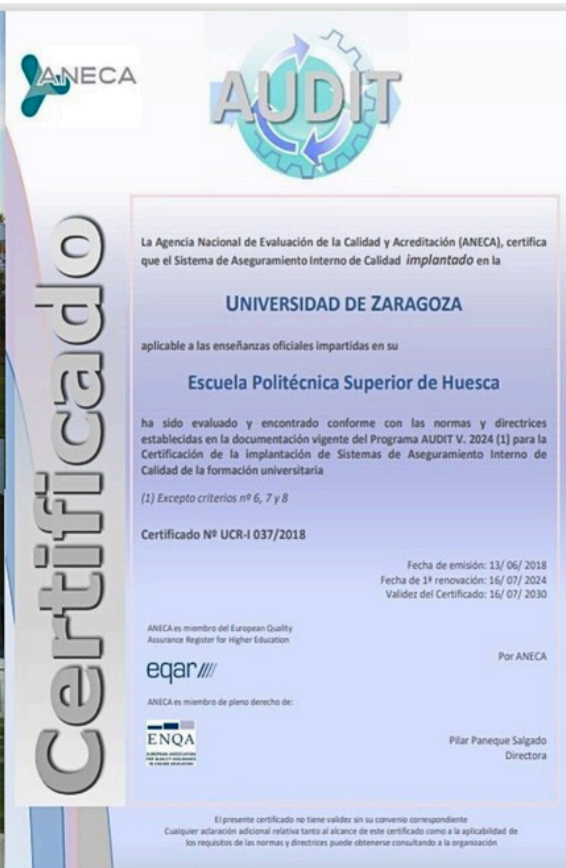 ANECA
AUDIT
Certificado
La Agencia Nacional de Evaluación de la Calidad y Acreditación (ANECA), certifica
que el Sistema de Aseguramiento Interno de Calidad implantado en la
UNIVERSIDAD DE ZARAGOZA
aplicable a las enseñanzas oficiales impartidas en su
Escuela Politécnica Superior de Huesca
ha sido evaluado y encontrado conforme con las normas y directrices
establecidas en la documentación vigente del Programa AUDIT V. 2024 (1) para la
Certificación de la implantación de Sistemas de Aseguramiento Interno de
Calidad de la formación universitaria
(1) Excepto criterios nº 6, 7 y 8
Certificado Nº UCR-I 037/2018
Fecha de emisión: 13/ 06/ 2018
Fecha de 1ª renovación: 16/ 07/ 2024
Validez del Certificado: 16/ 07/ 2030
ANECA es miembro del European Quality
Assurance Register for Higher Education
eqar
Por ANECA
ANECA es miembro de pleno derecho de:
ENQA
EUROPEAN ASSOCIATION
FOR QUALITY ASSURANCE
IN HIGHER EDUCATION
Pilar Paneque Salgado
Directora
El presente certificado no tiene validez sin su convenio correspondiente
Cualquier aclaración adicional relativa tanto al alcance de este certificado como a la aplicabilidad de
los requisitos de las normas y directrices puede obtenerse consultando a la organización